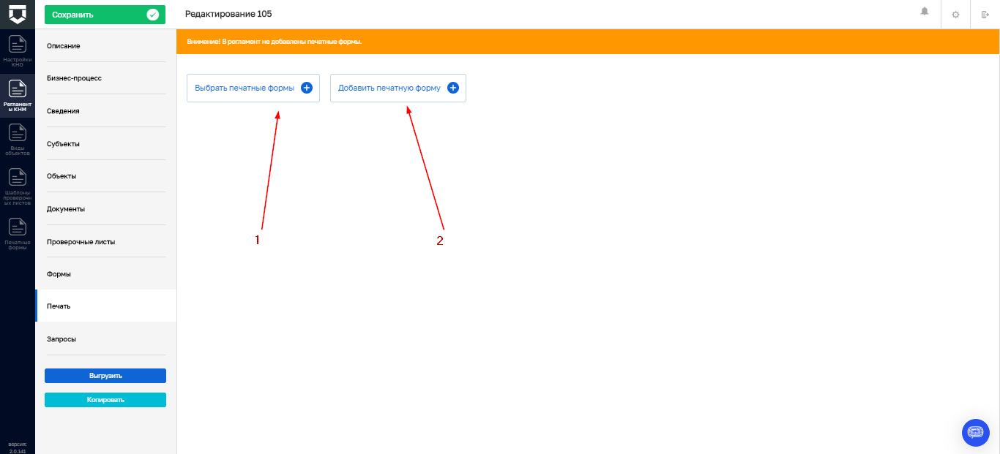 Сохранить
Редактирование 105
Внимание! В регламент не добавлены печатные формы.
Настройки
КНО
Регламент
ы КНМ
Виды
объектов
Шаблоны
проверочн
ых листов
Печатные
формы
версия:
2.0.141
Описание
Бизнес-процесс
Сведения
Субъекты
Объекты
Документы
Проверочные листы
Формы
Печать
Запросы
Выгрузить
Копировать
Выбрать печатные формы
Добавить печатную форму
1
2